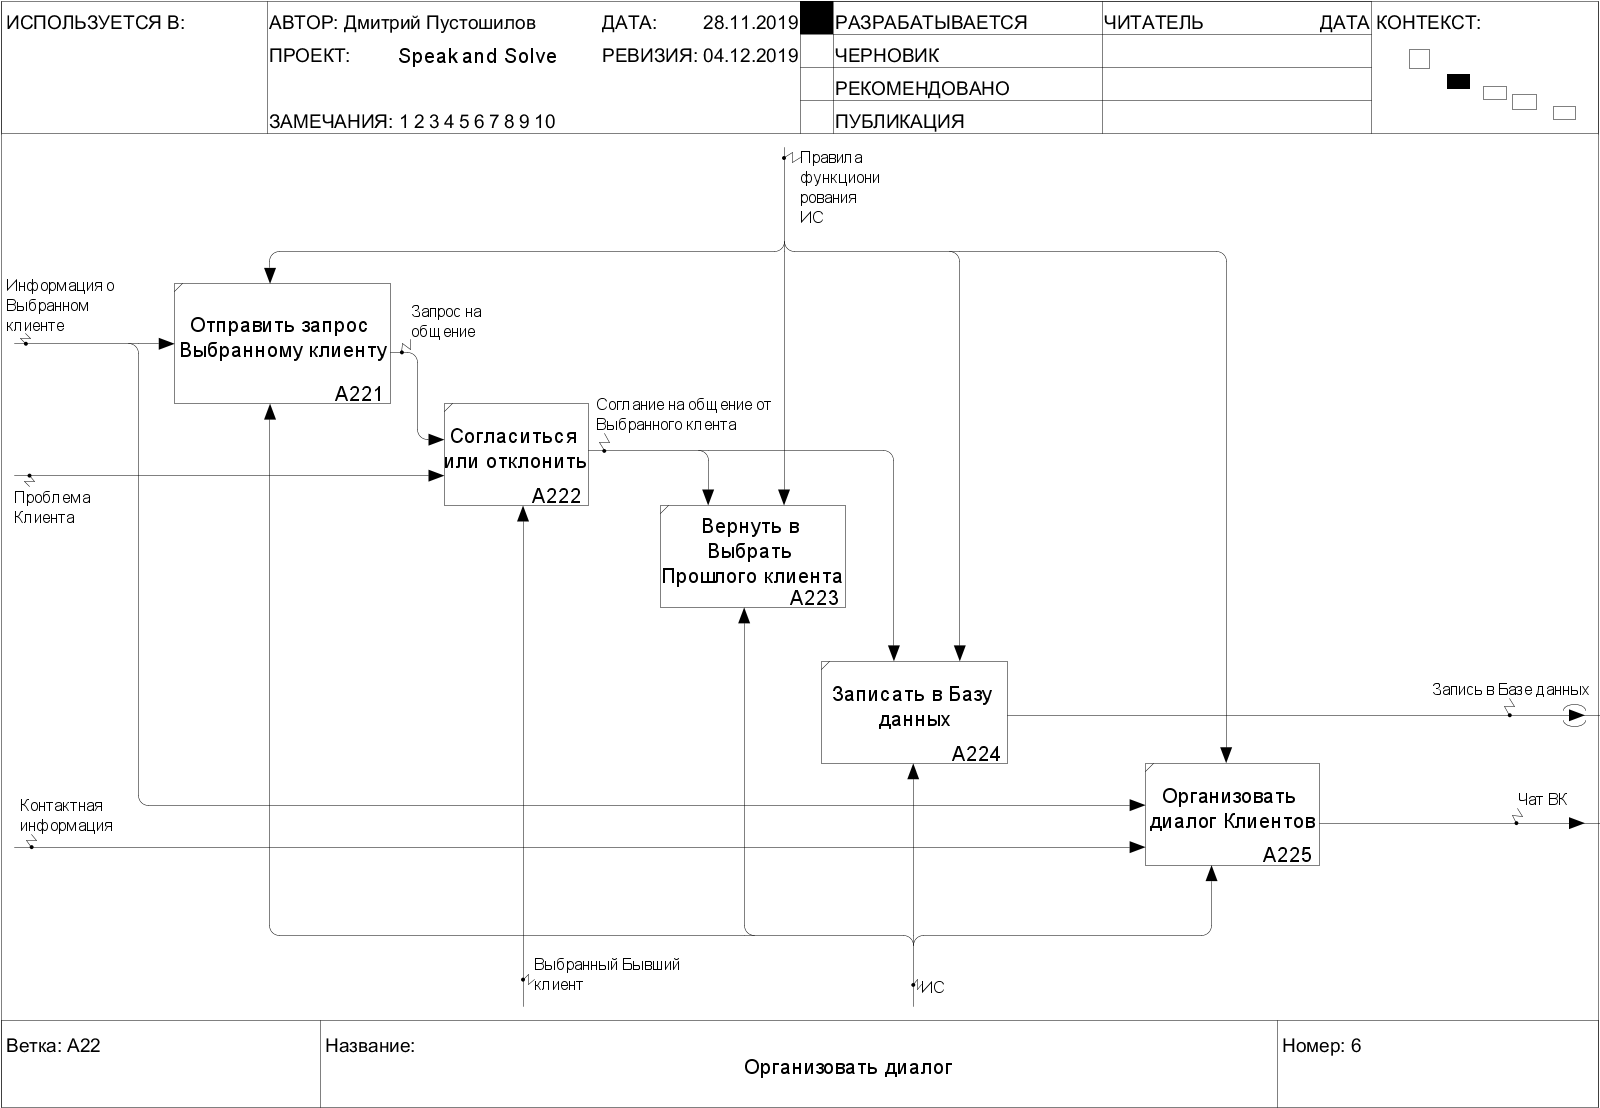 ИСПОЛЬЗУЕТСЯ В:
АВТОР: Дмитрий Пустошилов
ДАТА: 28.11.2019
РАЗРАБАТЫВАЕТСЯ
ЧИТАТЕЛЬ
ДАТА
КОНТЕКСТ:
ПРОЕКТ: Speak and Solve
РЕВИЗИЯ: 04.12.2019
ЧЕРНОВИК
РЕКОМЕНДОВАНО
ЗАМЕЧАНИЯ: 1 2 3 4 5 6 7 8 9 10
ПУБЛИКАЦИЯ
Правила
функциони
рования
ИС
Информация о
Выбранном
клиенте
Отправить запрос
Выбранному клиенту
A221
Запрос на
общение
Согласиться
или отклонить
A222
Соглание на общение от
Выбранного клента
Проблема
Клиента
Вернуть в
Выбрать
Прошлого клиента
A223
Записать в Базу
данных
A224
Запись в Базе данных
Контактная
информация
Организовать
диалог Клиентов
A225
Чат ВК
Выбранный Бывший
клиент
ИС
Ветка: A22
Название:
Организовать диалог
Номер: 6